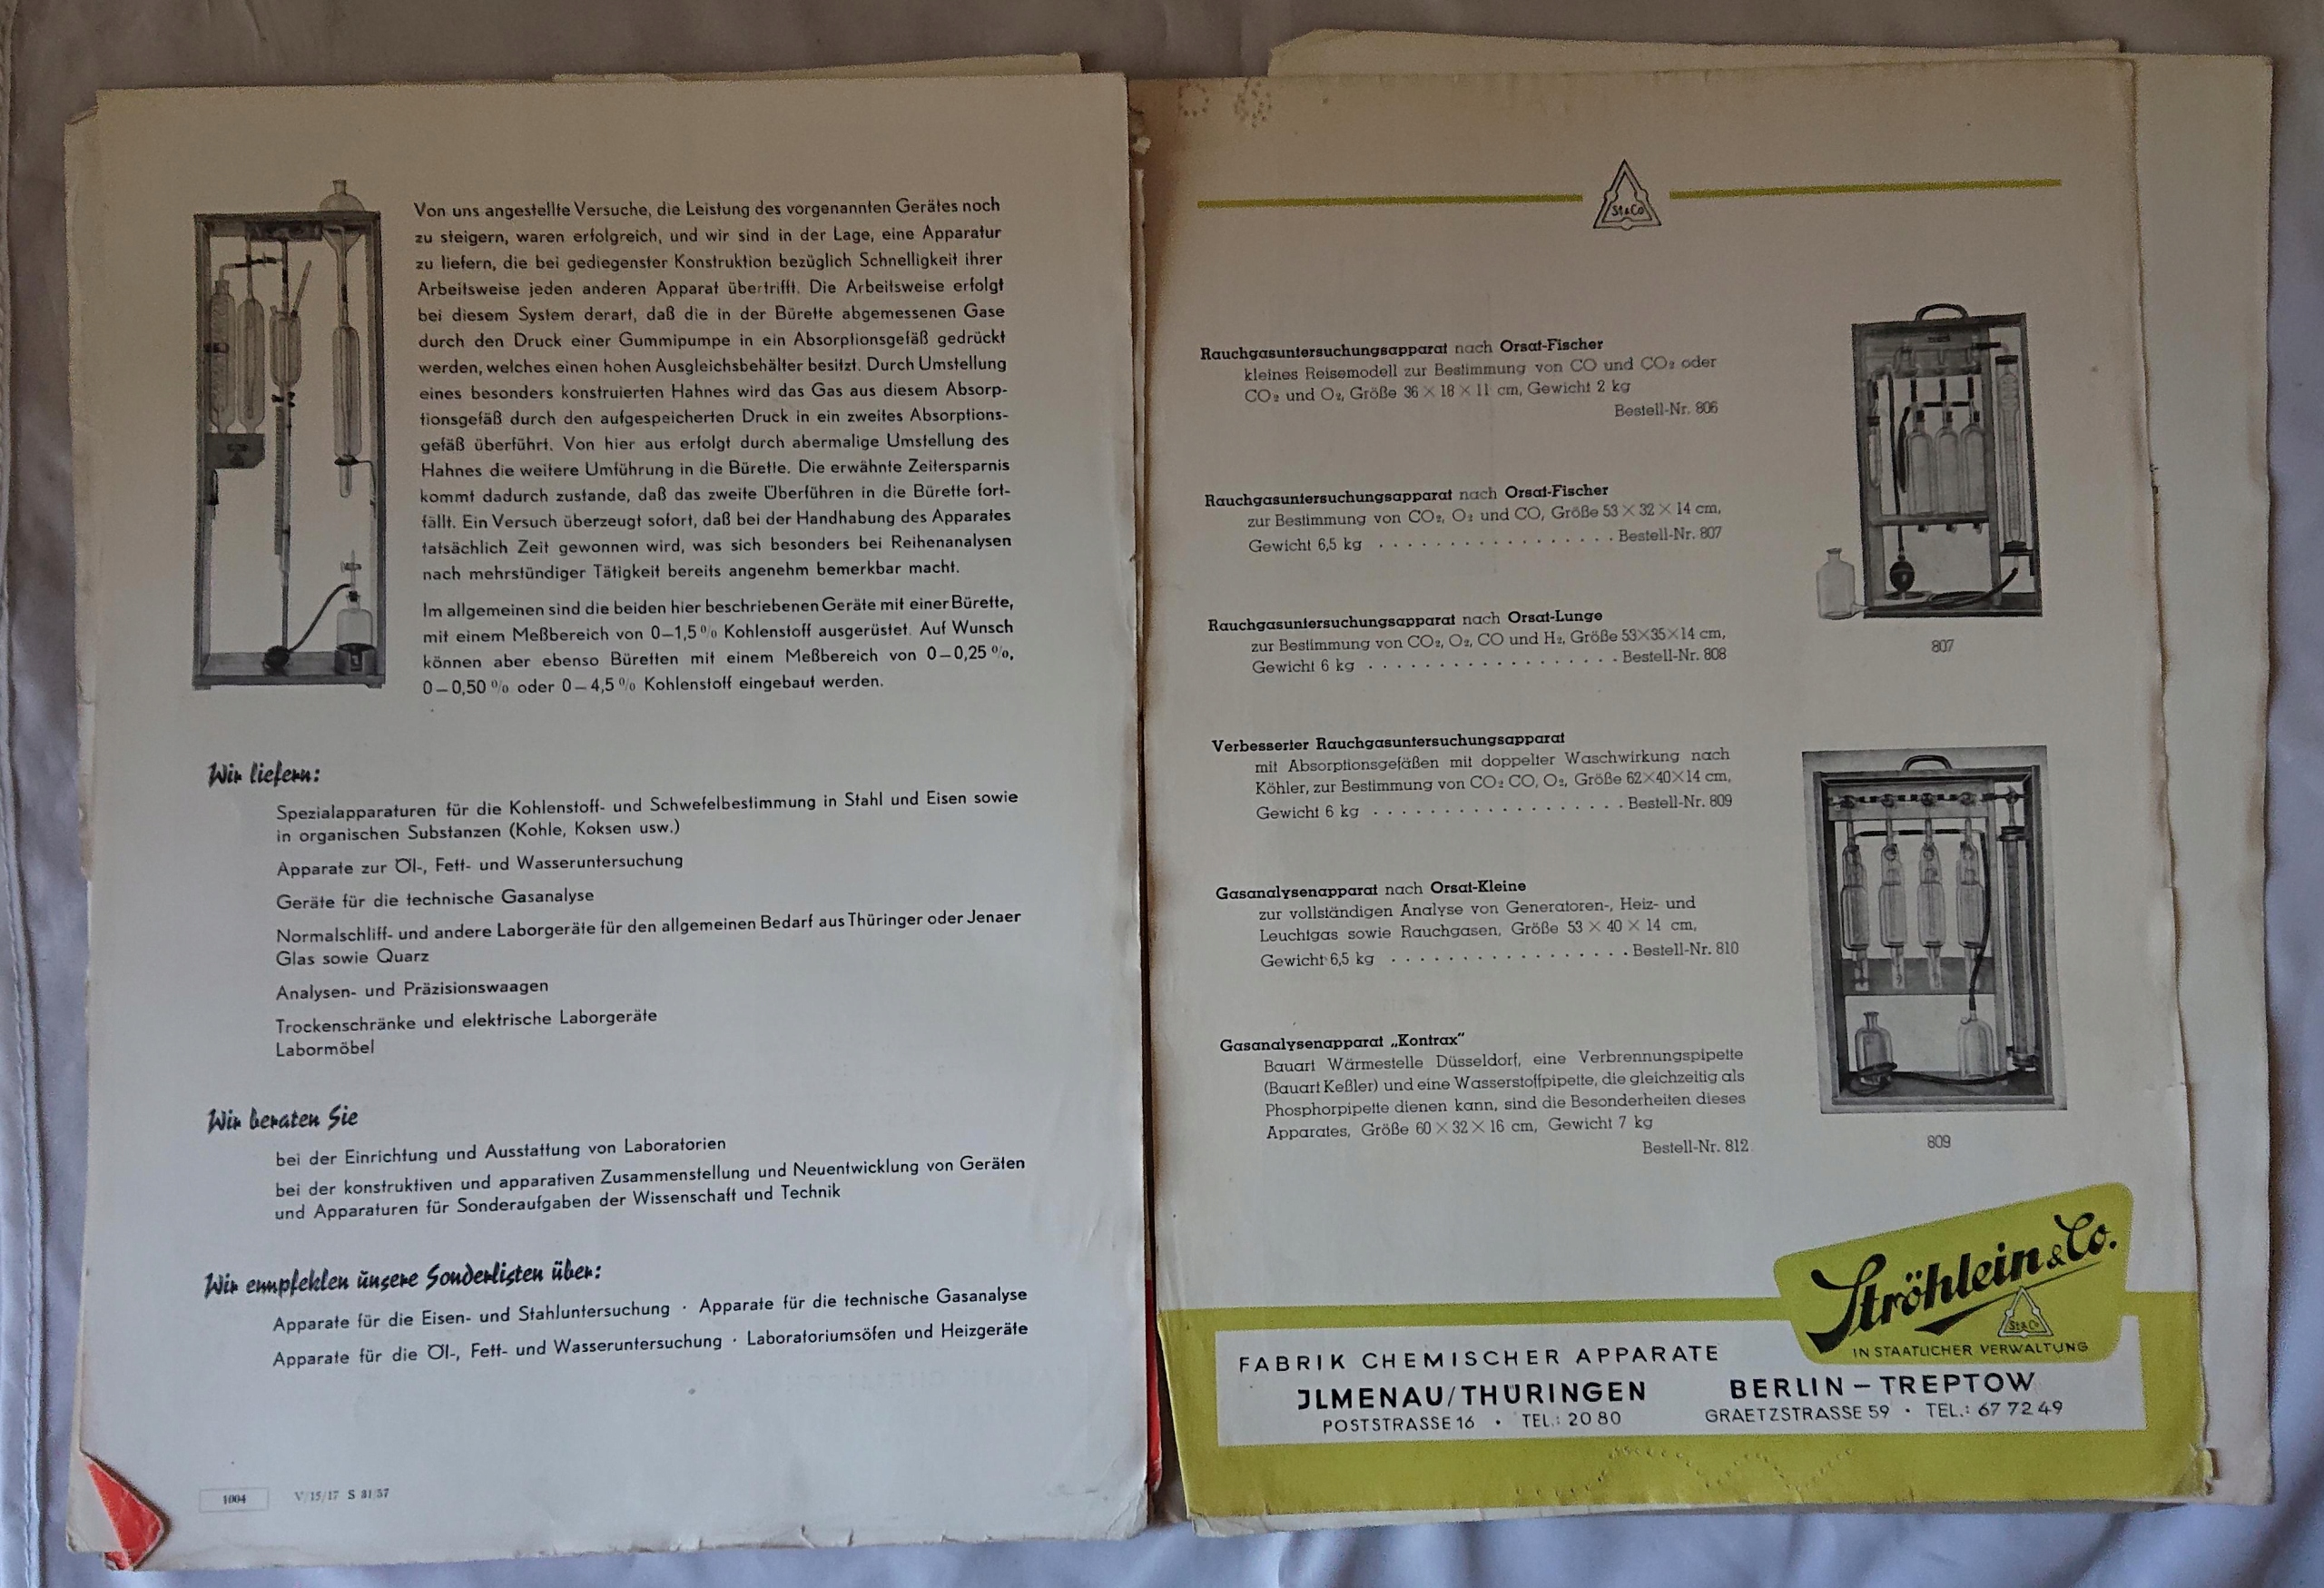 Von uns angestellte Versuche, die Leistung des vorgenannten Gerätes noch
zu steigern, waren erfolgreich, und wir sind in der Lage, eine Apparatur
zu liefern, die bei gediegenster Konstruktion bezüglich Schnelligkeit ihrer
Arbeitsweise jeden anderen Apparat übertrifft. Die Arbeitsweise erfolgt
bei diesem System derart, daß die in der Bürette abgemessenen Gase
durch den Druck einer Gummipumpe in ein Absorptionsgefäß gedrückt
werden, welches einen hohen Ausgleichsbehälter besitzt. Durch Umstellung
eines besonders konstruierten Hahnes wird das Gas aus diesem Absorp-
tionsgefäß durch den aufgespeicherten Druck in ein zweites Absorptions-
gefäß überführt. Von hier aus erfolgt durch abermalige Umstellung des
Hahnes die weitere Umführung in die Bürette. Die erwähnte Zeitersparnis
kommt dadurch zustande, daß das zweite Überführen in die Bürette fort-
fällt. Ein Versuch überzeugt sofort, daß bei der Handhabung des Apparates
tatsächlich Zeit gewonnen wird, was sich besonders bei Reihenanalysen
nach mehrstündiger Tätigkeit bereits angenehm bemerkbar macht.
Im allgemeinen sind die beiden hier beschriebenen Geräte mit einer Bürette,
mit einem Meßbereich von 0–1,5% Kohlenstoff ausgerüstet. Auf Wunsch
können aber ebenso Büretten mit einem Meßbereich von 0–0,25%,
0–0,50% oder 0–4,5% Kohlenstoff eingebaut werden.
Wir liefern:
Spezialapparaturen für die Kohlenstoff- und Schwefelbestimmung in Stahl und Eisen sowie
in organischen Substanzen (Kohle, Koksen usw.)
Apparate zur Öl-, Fett- und Wasseruntersuchung
Geräte für die technische Gasanalyse
Normalschliff- und andere Laborgeräte für den allgemeinen Bedarf aus Thüringer oder Jenaer
Glas sowie Quarz
Analysen- und Präzisionswaagen
Trockenschränke und elektrische Laborgeräte
Labormöbel
Wir beraten Sie
bei der Einrichtung und Ausstattung von Laboratorien
bei der konstruktiven und apparativen Zusammenstellung und Neuentwicklung von Geräten
und Apparaturen für Sonderaufgaben der Wissenschaft und Technik
Wir empfehlen unsere Sonderlisten über:
Apparate für die Eisen- und Stahluntersuchung · Apparate für die technische Gasanalyse
Apparate für die Öl-, Fett- und Wasseruntersuchung · Laboratoriumsöfen und Heizgeräte
1004 V/15/17 S 81/57
St&Co
Rauchgasuntersuchungsapparat nach Orsat-Fischer
kleines Reisemodell zur Bestimmung von CO und CO₂ oder
CO₂ und O₂, Größe 36 × 18 × 11 cm, Gewicht 2 kg
Bestell-Nr. 806
Rauchgasuntersuchungsapparat nach Orsat-Fischer
zur Bestimmung von CO₂, O₂ und CO, Größe 53 × 32 × 14 cm,
Gewicht 6,5 kg . . . . . . . . . . . . . . . . . Bestell-Nr. 807
Rauchgasuntersuchungsapparat nach Orsat-Lunge
zur Bestimmung von CO₂, O₂, CO und H₂, Größe 53×35×14 cm,
Gewicht 6 kg . . . . . . . . . . . . . . . . . . Bestell-Nr. 808
807
Verbesserter Rauchgasuntersuchungsapparat
mit Absorptionsgefäßen mit doppelter Waschwirkung nach
Köhler, zur Bestimmung von CO₂ CO, O₂, Größe 62×40×14 cm,
Gewicht 6 kg . . . . . . . . . . . . . . . . . . Bestell-Nr. 809
Gasanalysenapparat nach Orsat-Kleine
zur vollständigen Analyse von Generatoren-, Heiz- und
Leuchtgas sowie Rauchgasen, Größe 53 × 40 × 14 cm,
Gewicht 6,5 kg . . . . . . . . . . . . . . . . . Bestell-Nr. 810
Gasanalysenapparat „Kontrax“
Bauart Wärmestelle Düsseldorf, eine Verbrennungspipette
(Bauart Keßler) und eine Wasserstoffpipette, die gleichzeitig als
Phosphorpipette dienen kann, sind die Besonderheiten dieses
Apparates, Größe 60 × 32 × 16 cm, Gewicht 7 kg
Bestell-Nr. 812
809
Ströhlein & Co.
St&Co
IN STAATLICHER VERWALTUNG
FABRIK CHEMISCHER APPARATE
JLMENAU/THÜRINGEN BERLIN – TREPTOW
POSTSTRASSE 16 · TEL.: 20 80 GRAETZSTRASSE 59 · TEL.: 67 72 49